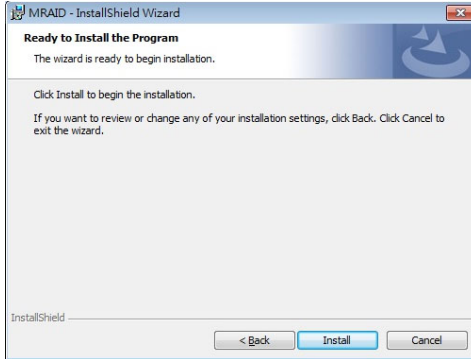 MRAID - InstallShield Wizard
Ready to Install the Program
The wizard is ready to begin installation.
Click Install to begin the installation.
If you want to review or change any of your installation settings, click Back. Click Cancel to
exit the wizard.
InstallShield
< Back
Install
Cancel